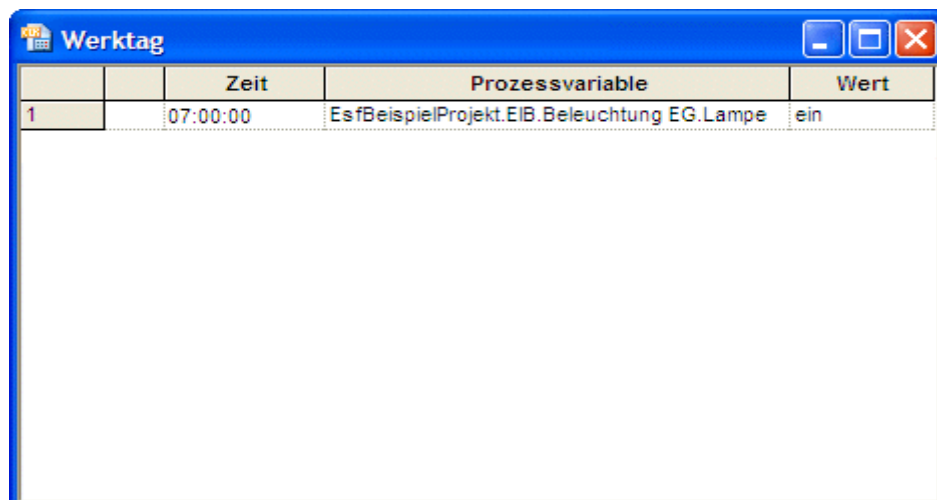 Werktag
Zeit Prozessvariable Wert
1 07:00:00 EsfBeispielProjekt.EIB.Beleuchtung EG.Lampe ein